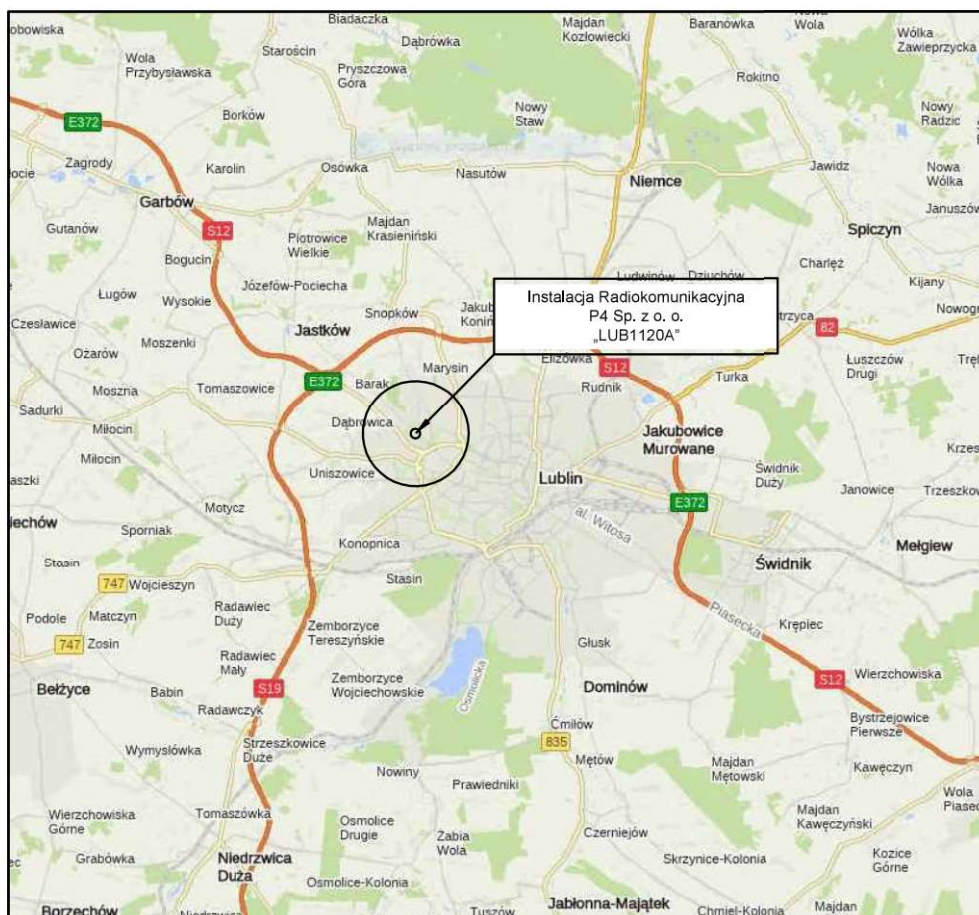 Biadaczka
Majdan
Kozłowiecki
Baranówka
Wola
obowiska
Starościn
Dąbrówka
Wólka
Zawieprzycka
Wola
Przybysławska
Pryszczowa
Góra
Rokitno
Nowy
Staw
Nowy
Radzic
E372
Borków
Zagrody
Karolin
Osówka
Nasutów
Jawidz
Nowa
Wólka
Niemce
Garbów
Januszów
Majdan
Krasieniński
Gutanów
S12
Piotrowice
Wielkie
Spiczyn
Bogucin
Charlęż
Ludwinów
Dziuchów
Kijany
Józefów-Pociecha
Ługów
Wysokie
Instalacja Radiokomunikacyjna
P4 Sp. z o. o.
„LUB1120A”
Snopków
Jakub
Konin
trzyca
Nowogr
Czesławice
Jastków
82
Moszenki
Ożarów
Elizówka
Łuszczów
Drugi
Trę
Marysin
S12
Turka
E372
Barak
Rudnik
Moszna
Tomaszowice
Sadurki
Dąbrowica
Miłocin
Jakubowice
Murowane
Krzes
Miłocin
Uniszowice
Lublin
Świdnik
Duży
aszki
Janowice
Trzeszkow
E372
Motycz
al. Witosa
iechów
Sporniak
Konopnica
Mełgiew
Stasin
Świdnik
Stasin
747
Wojcieszyn
Piasecka
Radawiec
Duży
Podole
Matczyn
Zemborzyce
Tereszyńskie
Krępiec
747
Zosin
Głusk
Radawiec
Mały
Wierzchowiska
Zemborzyce
Wojciechowskie
Osmolicka
S12
Bełżyce
Babin
S19
Dominów
Radawczyk
Ćmiłów
Bystrzejowice
Pierwsze
Wymysłówka
Strzeszkowice
Duże
835
Mętów
Majdan
Mętowski
Kawęczyn
Nowiny
Prawiedniki
Wola
Piasec
Wierzchowiska
Górne
Tomaszówka
Osmolice
Drugie
Majdan
Kawęczyński
Żabia
Wola
Czerniejów
Grabówka
Niedrzwica
Duża
Skrzynice-Kolonia
Kozice
Górne
Osmolice-Kolonia
Jabłonna-Majątek
Borzechów
Tuszów
Chmiel-Kolonia
Majdan